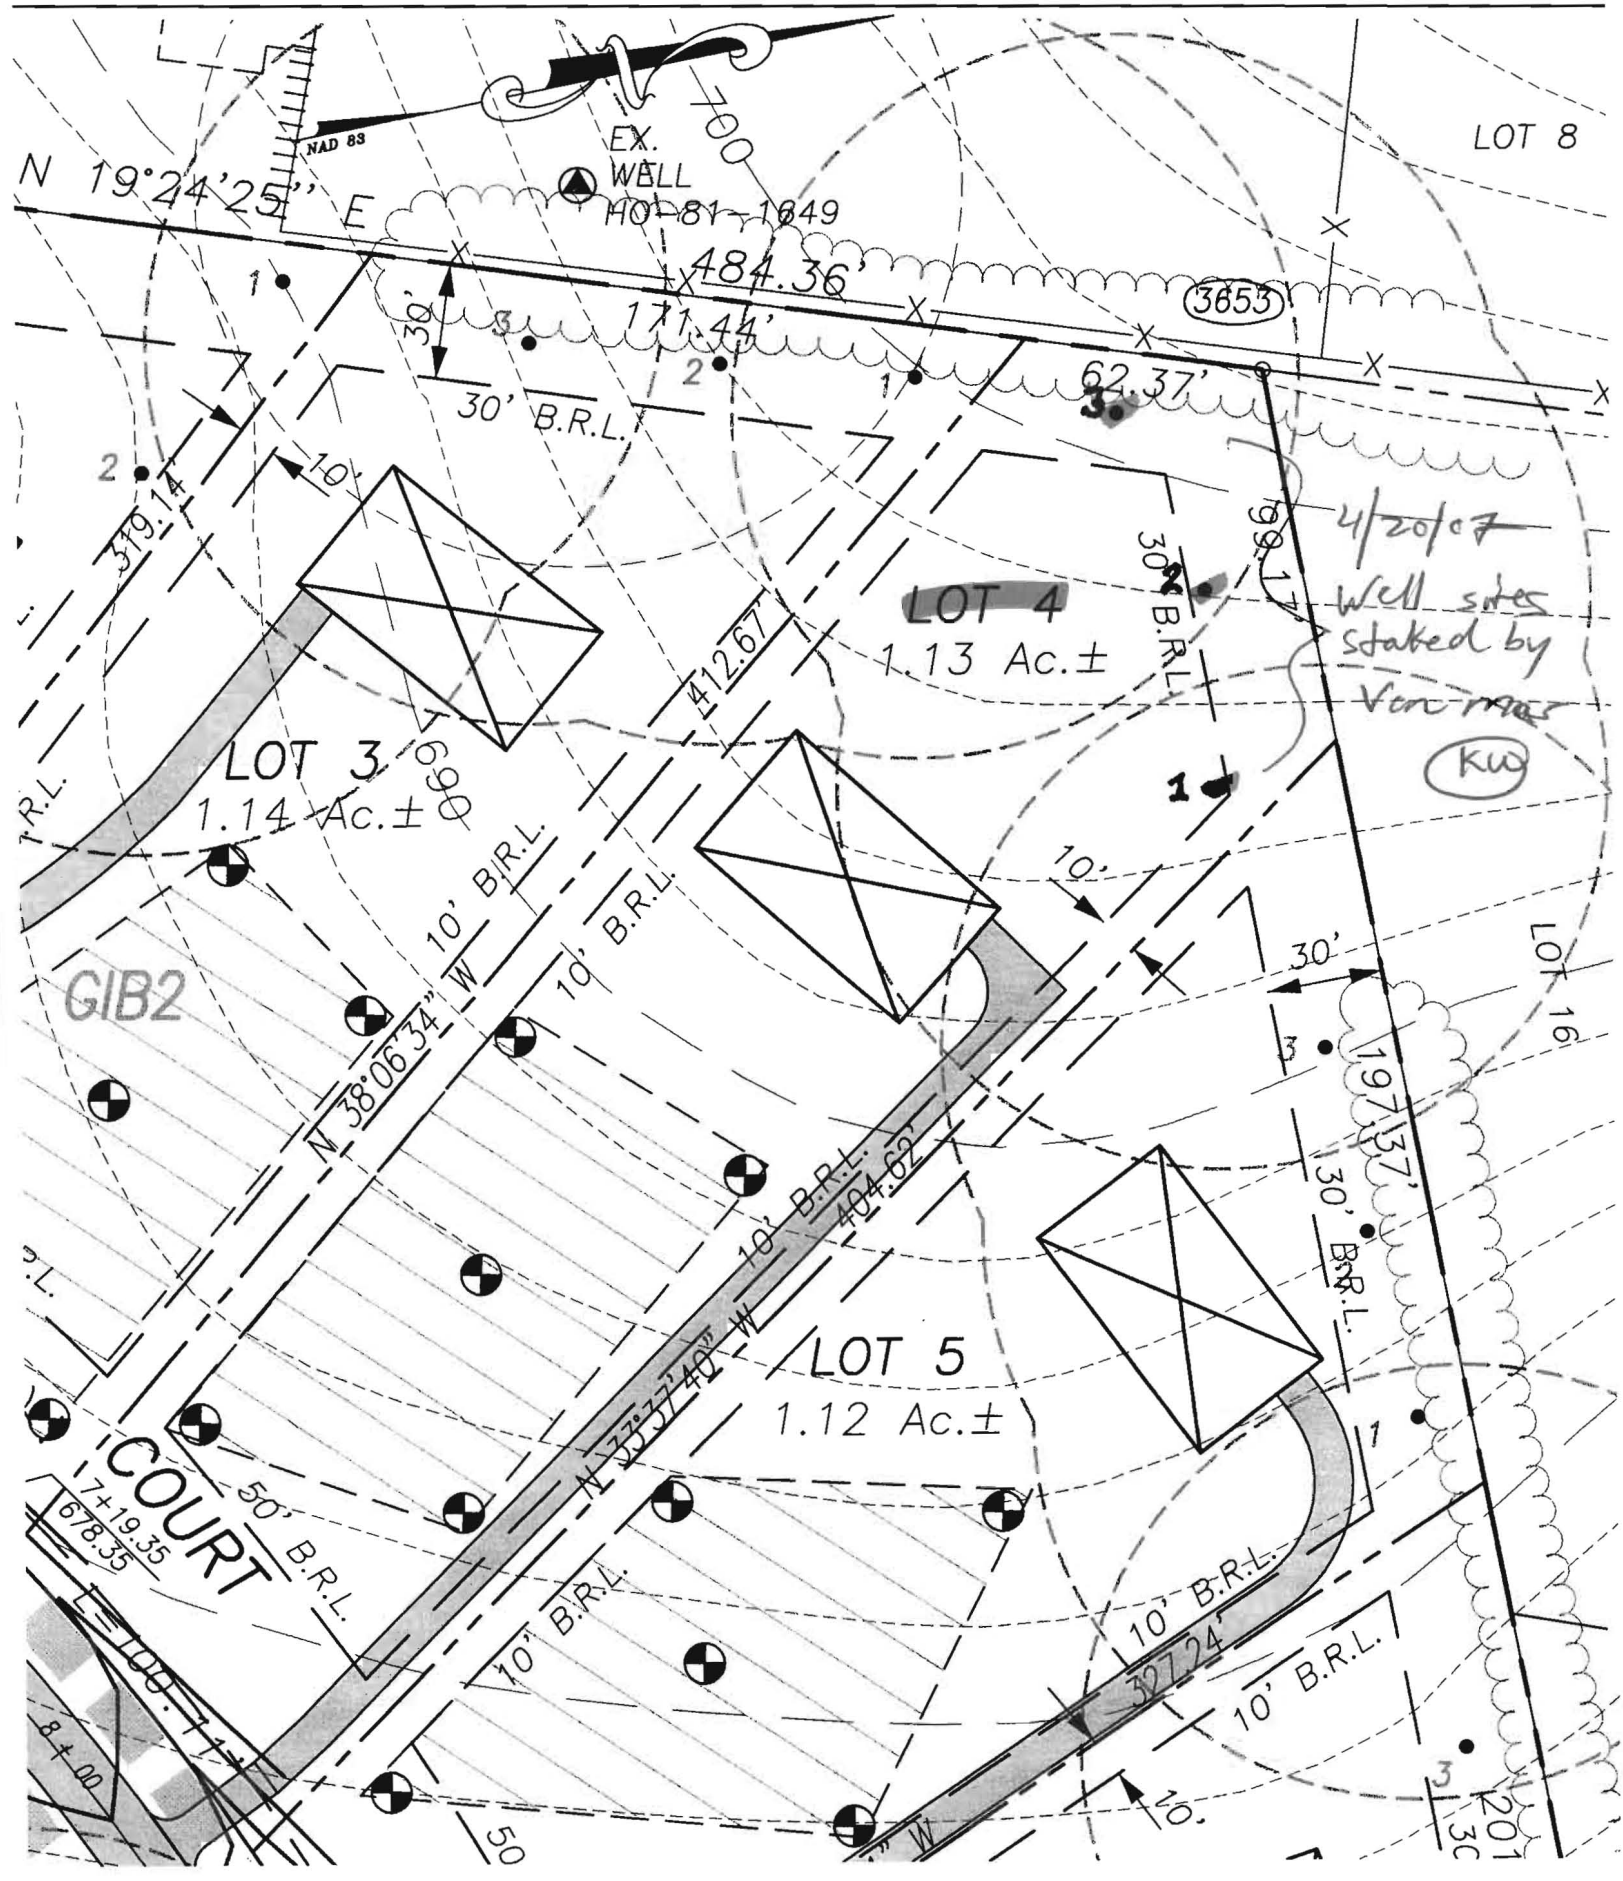 NAD 83
N
EX.
WELL
HO-81-1649
700
LOT 8
N 19°24'25" E
484.36'
171.44'
3653
62.37'
1
30'
3
2
1
3
30' B.R.L.
10'
2
319.14
99.17'
30' B.R.L.
2
4/20/07
Well sites
staked by
Van mar
KW
LOT 4
1.13 Ac.±
412.67'
1
LOT 3
1.14 Ac.±
690
10' B.R.L.
10' B.R.L.
10'
30'
LOT 16
GIB2
3
197.37'
N 38°06'34" W
10' B.R.L.
404.62'
30' B.R.L.
LOT 5
1.12 Ac.±
N 33°37'40" W
1
COURT
7+19.35
678.35
50' B.R.L.
10' B.R.L.
10' B.R.L.
327.24'
10' B.R.L.
8+00
10'
3
50
W
201